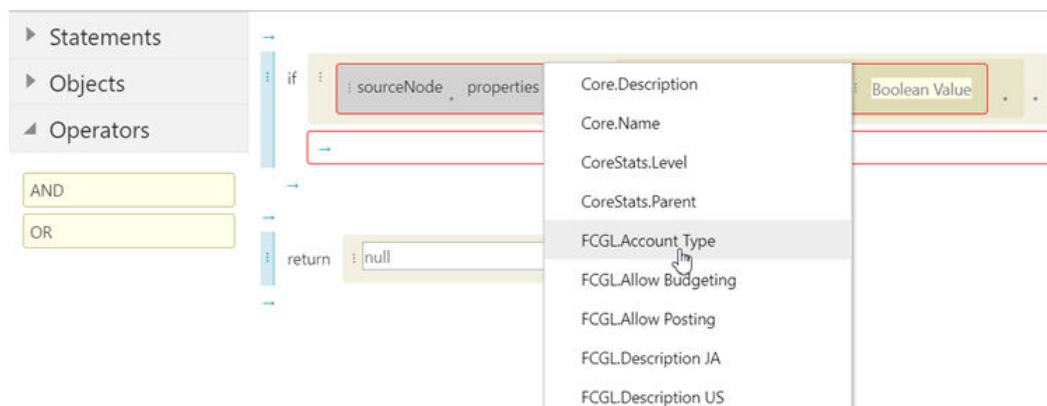 Statements
Objects
Operators
AND
OR
if sourceNode . properties Boolean Value . .
return null
Core.Description
Core.Name
CoreStats.Level
CoreStats.Parent
FCGL.Account Type
FCGL.Allow Budgeting
FCGL.Allow Posting
FCGL.Description JA
FCGL.Description US